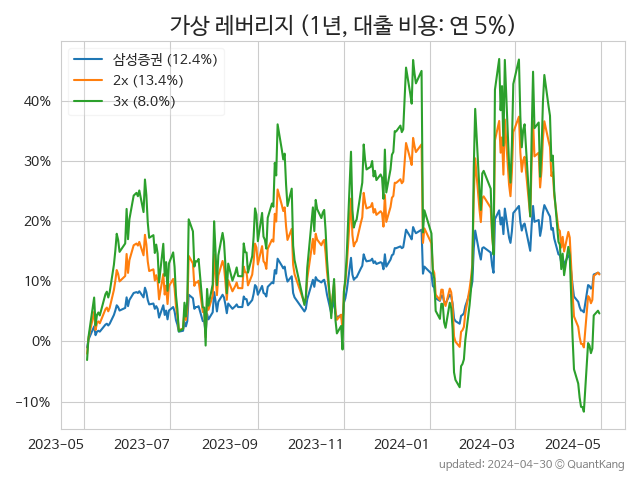 가상 레버리지 (1년, 대출 비용: 연 5%)
삼성증권 (12.4%)
2x (13.4%)
3x (8.0%)
40%
30%
20%
10%
0%
−10%
2023-05 2023-07 2023-09 2023-11 2024-01 2024-03 2024-05
updated: 2024-04-30 © QuantKang